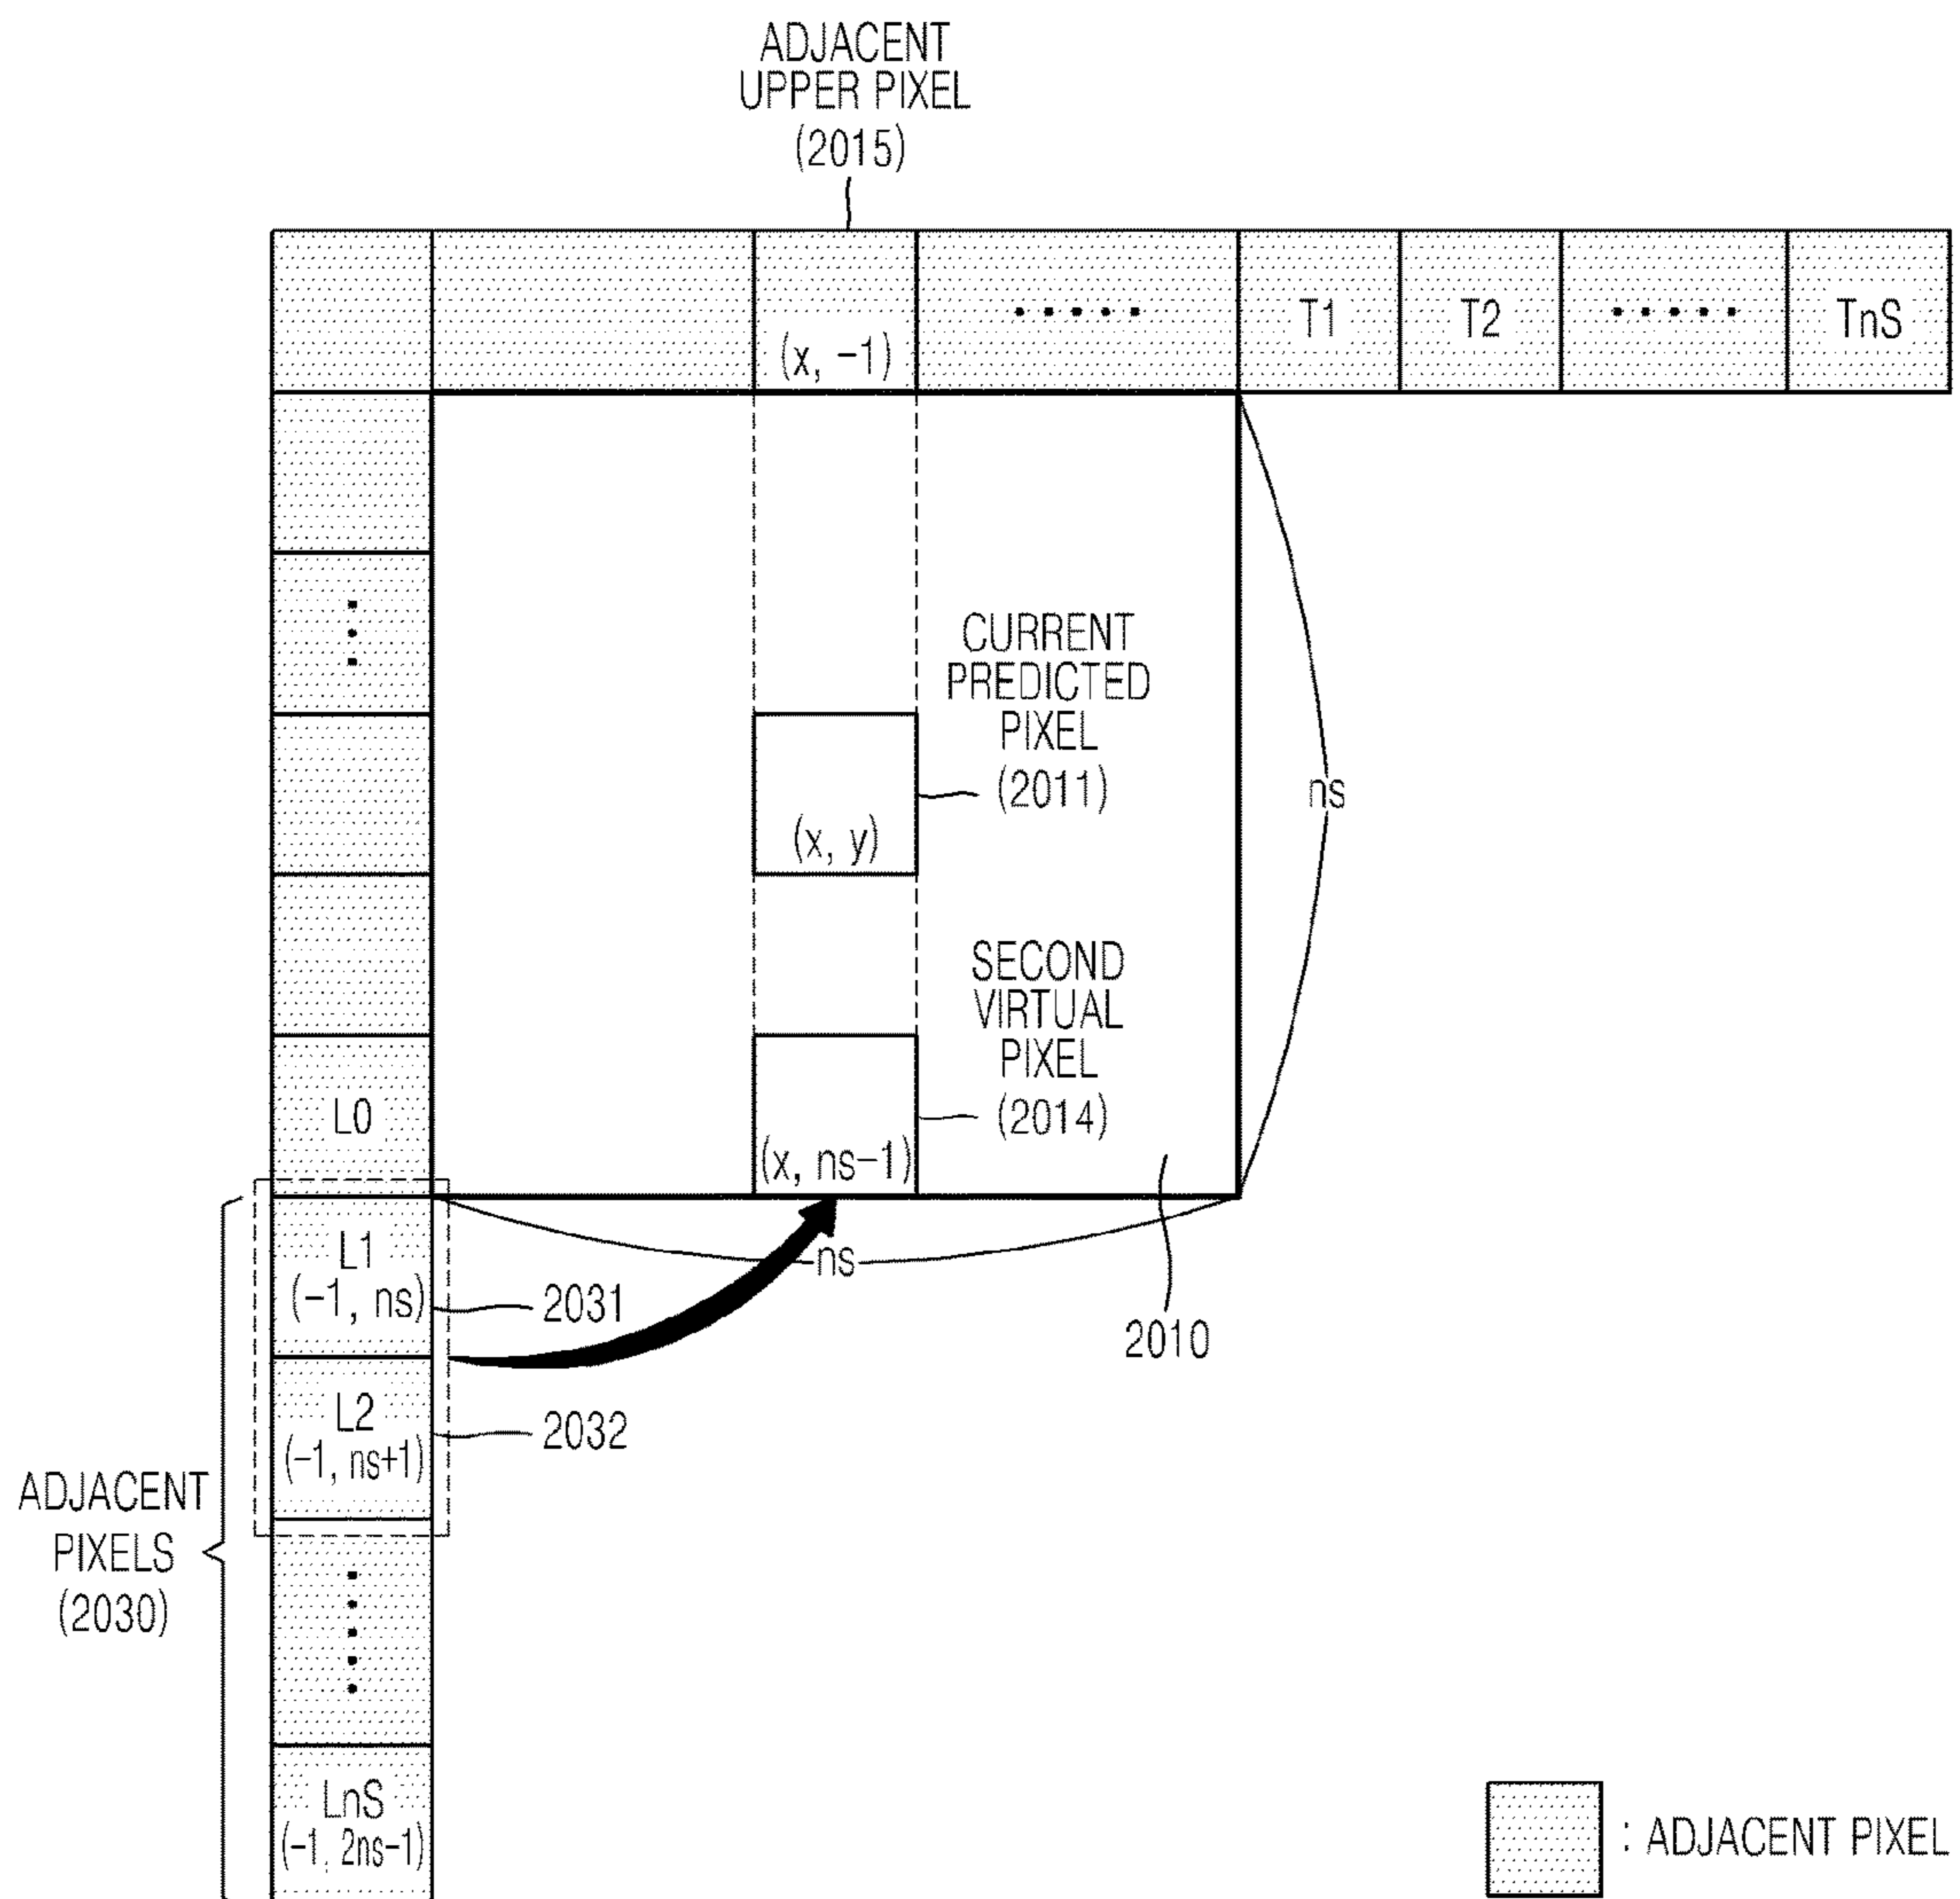 ADJACENT
UPPER PIXEL
(2015)
(x, -1)
.....
T1
T2
.....
TnS
CURRENT
PREDICTED
PIXEL
(2011)
(x, y)
ns
SECOND
VIRTUAL
PIXEL
(2014)
L0
(x, ns-1)
L1
(-1, ns)
2031
ns
2010
L2
(-1, ns+1)
2032
ADJACENT
PIXELS
(2030)
LnS
(-1, 2ns-1)
: ADJACENT PIXEL